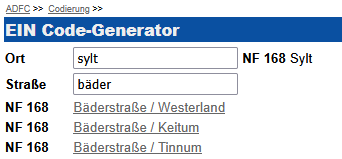 ADFC >> Codierung >>
EIN Code-Generator
Ort sylt NF 168 Sylt
Straße bäder
NF 168 Bäderstraße / Westerland
NF 168 Bäderstraße / Keitum
NF 168 Bäderstraße / Tinnum